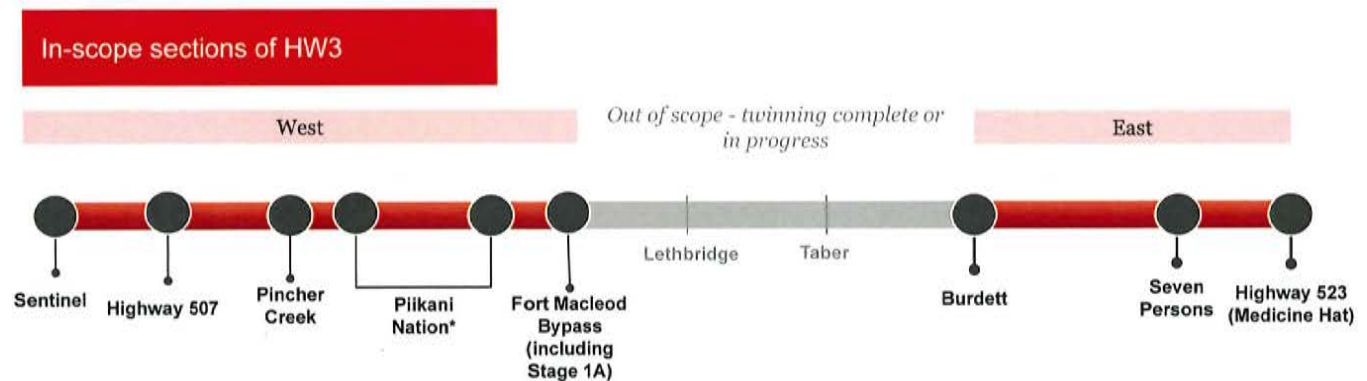 In-scope sections of HW3
West
Out of scope - twinning complete or
in progress
East
Sentinel
Highway 507
Pincher
Creek
Piikani
Nation*
Fort Macleod
Bypass
(including
Stage 1A)
Lethbridge
Taber
Burdett
Seven
Persons
Highway 523
(Medicine Hat)